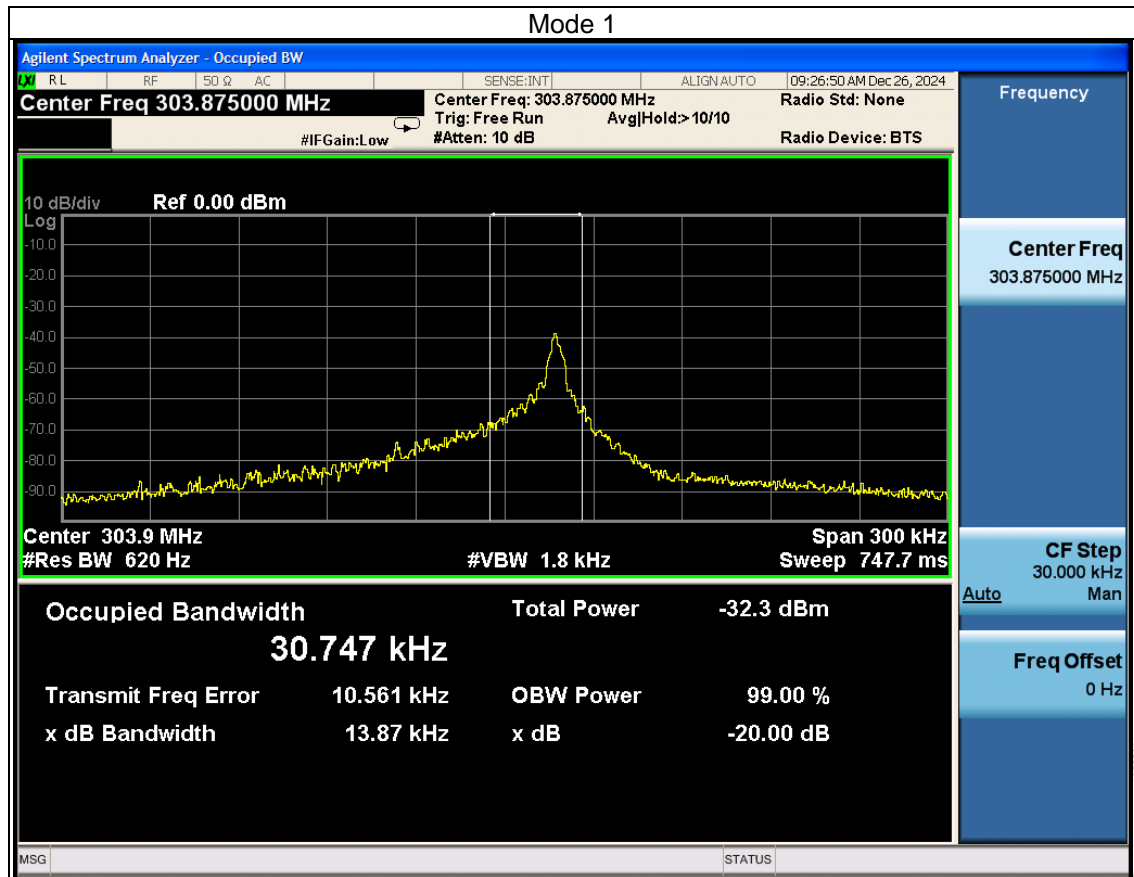 Mode 1
Agilent Spectrum Analyzer - Occupied BW
LXI RL RF 50 Ω AC SENSE:INT ALIGN AUTO 09:26:50 AM Dec 26, 2024
Center Freq 303.875000 MHz
Center Freq: 303.875000 MHz Radio Std: None
Trig: Free Run Avg|Hold:> 10/10
#IFGain:Low #Atten: 10 dB Radio Device: BTS
10 dB/div Ref 0.00 dBm
Log
-10.0
-20.0
-30.0
-40.0
-50.0
-60.0
-70.0
-80.0
-90.0
Center 303.9 MHz Span 300 kHz
#Res BW 620 Hz #VBW 1.8 kHz Sweep 747.7 ms
Occupied Bandwidth Total Power -32.3 dBm
30.747 kHz
Transmit Freq Error 10.561 kHz OBW Power 99.00 %
x dB Bandwidth 13.87 kHz x dB -20.00 dB
Frequency
Center Freq
303.875000 MHz
CF Step
30.000 kHz
Auto Man
Freq Offset
0 Hz
MSG STATUS